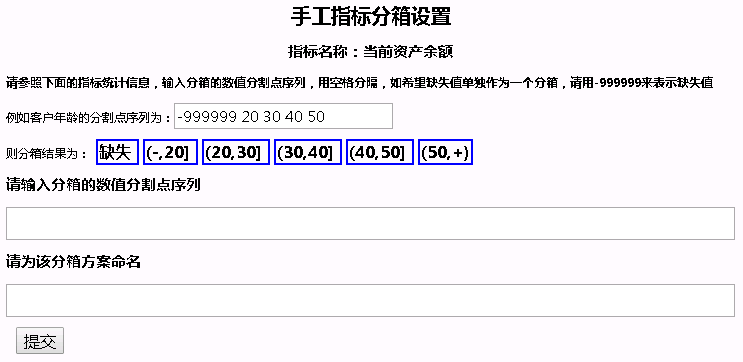 手工指标分箱设置
指标名称：当前资产余额
请参照下面的指标统计信息，输入分箱的数值分割点序列，用空格分隔，如希望缺失值单独作为一个分箱，请用-999999来表示缺失值
例如客户年龄的分割点序列为：-999999 20 30 40 50
则分箱结果为： 缺失 (-,20] (20,30] (30,40] (40,50] (50,+)
请输入分箱的数值分割点序列
请为该分箱方案命名
提交